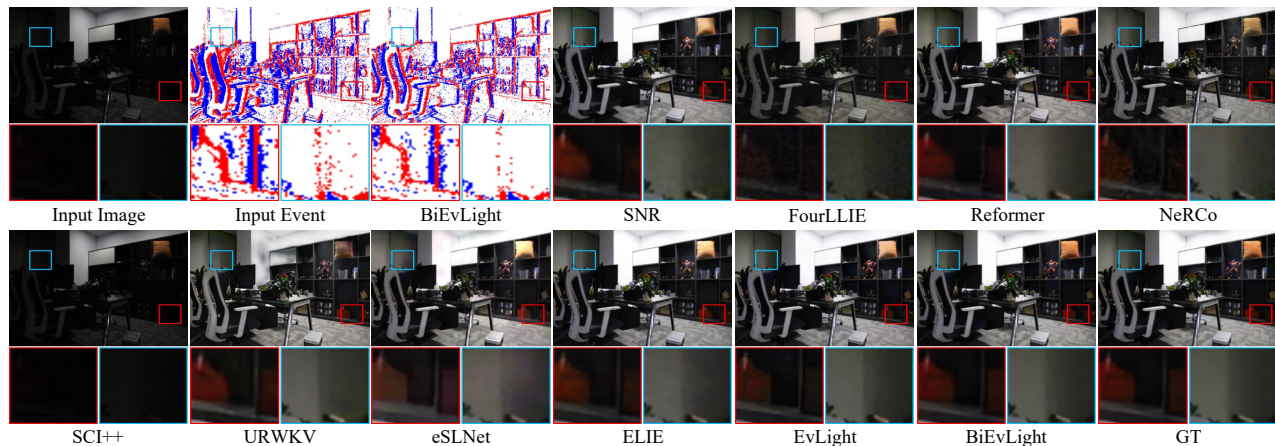 Input Image Input Event BiEvLight SNR FourLLIE Reformer NeRCo
SCI++ URWKV eSLNet ELIE EvLight BiEvLight GT